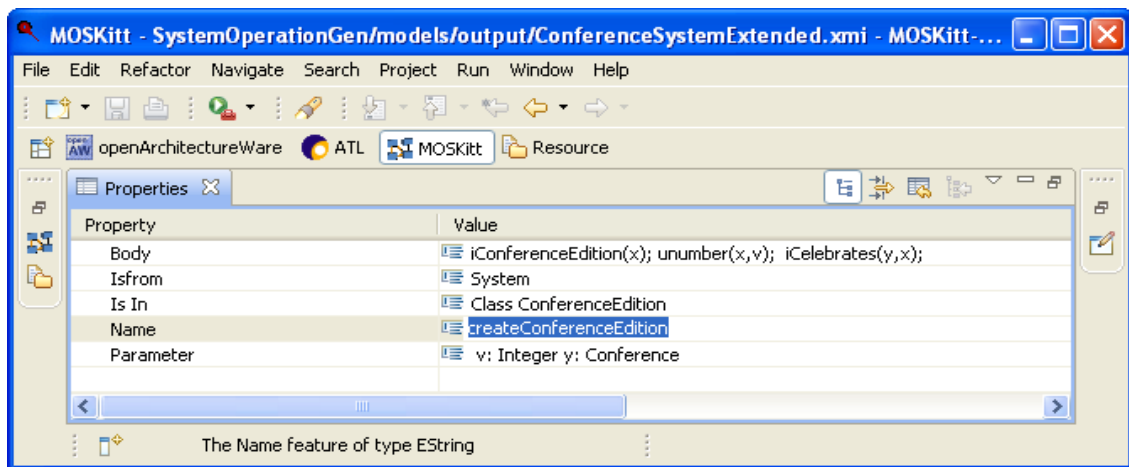 MOSKitt - SystemOperationGen/models/output/ConferenceSystemExtended.xmi - MOSKitt-...
File Edit Refactor Navigate Search Project Run Window Help
open AW openArchitectureWare ATL MOSKitt Resource
Properties
Property Value
Body iConferenceEdition(x); unumber(x,v); iCelebrates(y,x);
Isfrom System
Is In Class ConferenceEdition
Name createConferenceEdition
Parameter v: Integer y: Conference
The Name feature of type EString